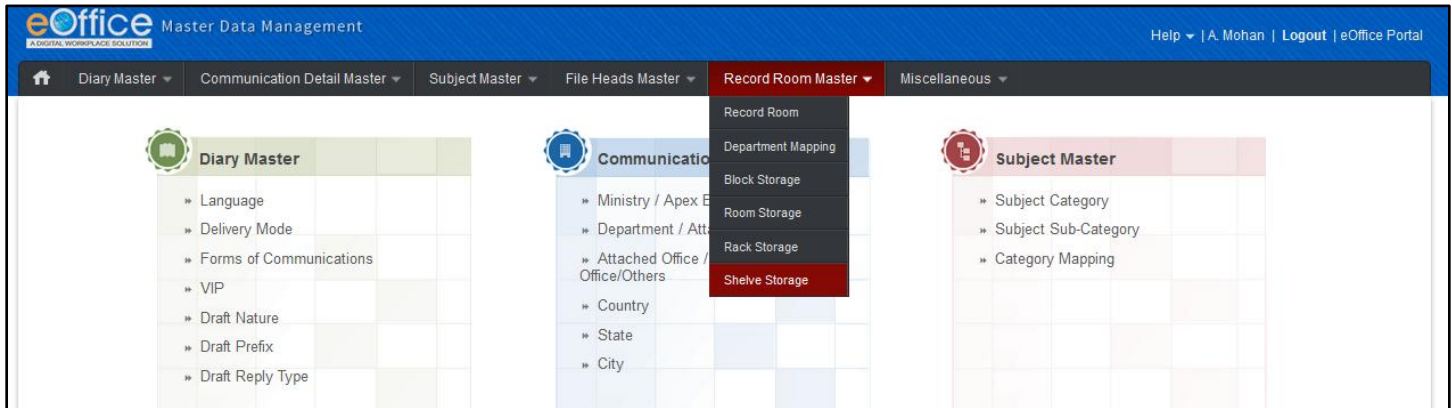 eOffice Master Data Management
A DIGITAL WORKPLACE SOLUTION
Help | A. Mohan | Logout | eOffice Portal
Diary Master Communication Detail Master Subject Master File Heads Master Record Room Master Miscellaneous
Record Room
Department Mapping
Block Storage
Room Storage
Rack Storage
Shelve Storage
Diary Master
» Language
» Delivery Mode
» Forms of Communications
» VIP
» Draft Nature
» Draft Prefix
» Draft Reply Type
Communicatio
» Ministry / Apex
» Department / Att
» Attached Office /
Office/Others
» Country
» State
» City
Subject Master
» Subject Category
» Subject Sub-Category
» Category Mapping